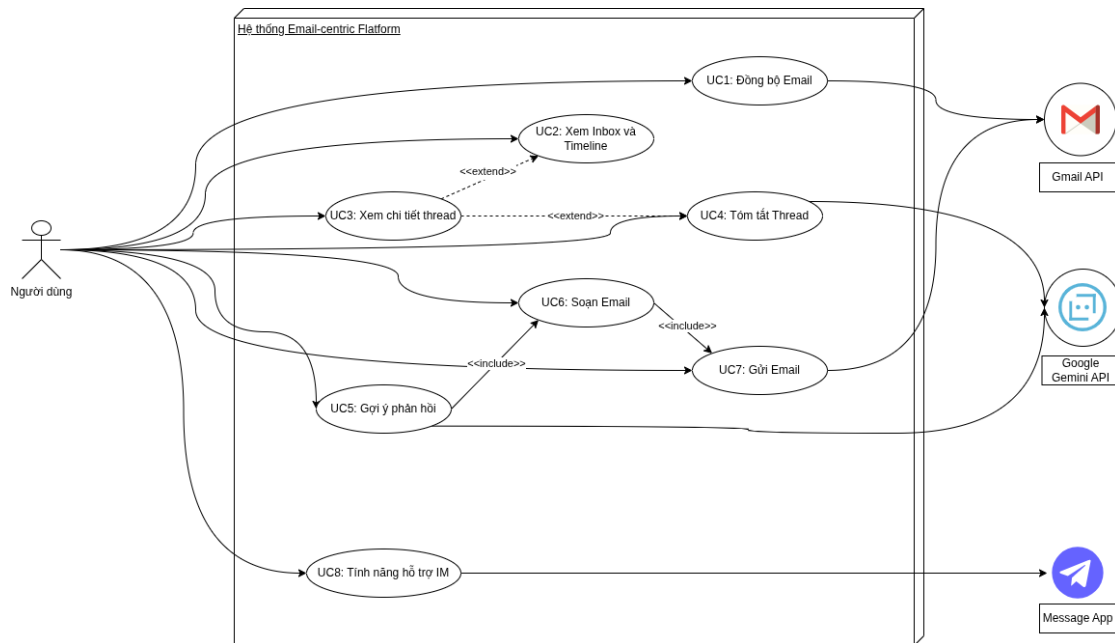 Hệ thống Email-centric Flatform
UC1: Đồng bộ Email
UC2: Xem Inbox và
Timeline
<<extend>>
UC3: Xem chi tiết thread
<<extend>>
UC4: Tóm tắt Thread
Gmail API
Người dùng
UC6: Soạn Email
<<include>>
<<include>>
UC7: Gửi Email
Google
Gemini API
UC5: Gợi ý phản hồi
UC8: Tính năng hỗ trợ IM
Message App